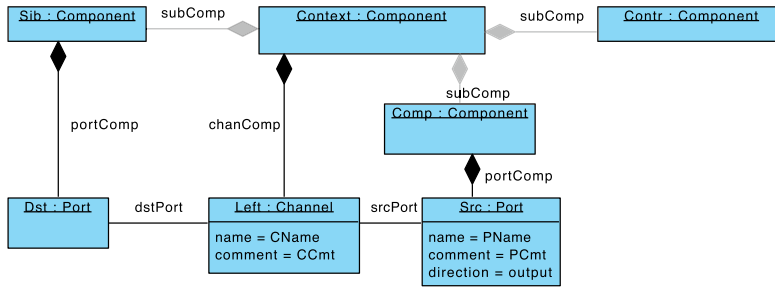 Sib : Component
subComp
Context : Component
subComp
Contr : Component
subComp
Comp : Component
portComp
chanComp
portComp
Dst : Port
dstPort
Left : Channel
srcPort
Src : Port
name = CName
comment = CCmt
name = PName
comment = PCmt
direction = output